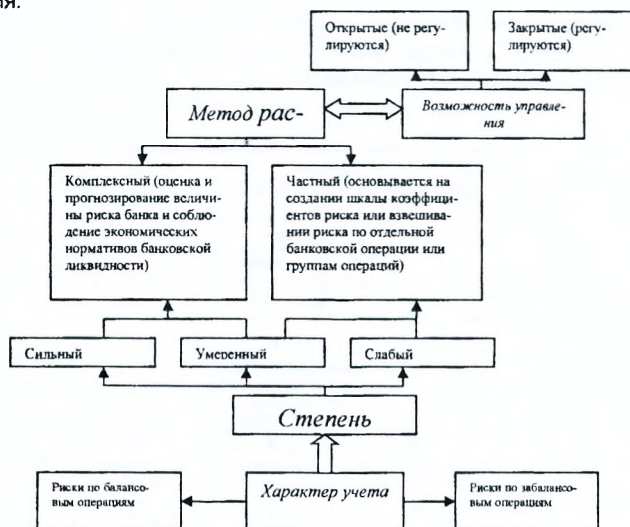 ия.
Открытые (не регу-
лируются)
Закрытые (регу-
лируются)
Метод рас-
Возможность управле-
ния
Комплексный (оценка и
прогнозирование величи-
ны риска банка и соблю-
дение экономических
нормативов банковской
ликвидности)
Частный (основывается на
создании шкалы коэффици-
ентов риска или взвешива-
нии риска по отдельной
банковской операции или
группам операций)
Сильный
Умеренный
Слабый
Степень
Риски по балансо-
вым операциям
Характер учета
Риски по забалансо-
вым операциям